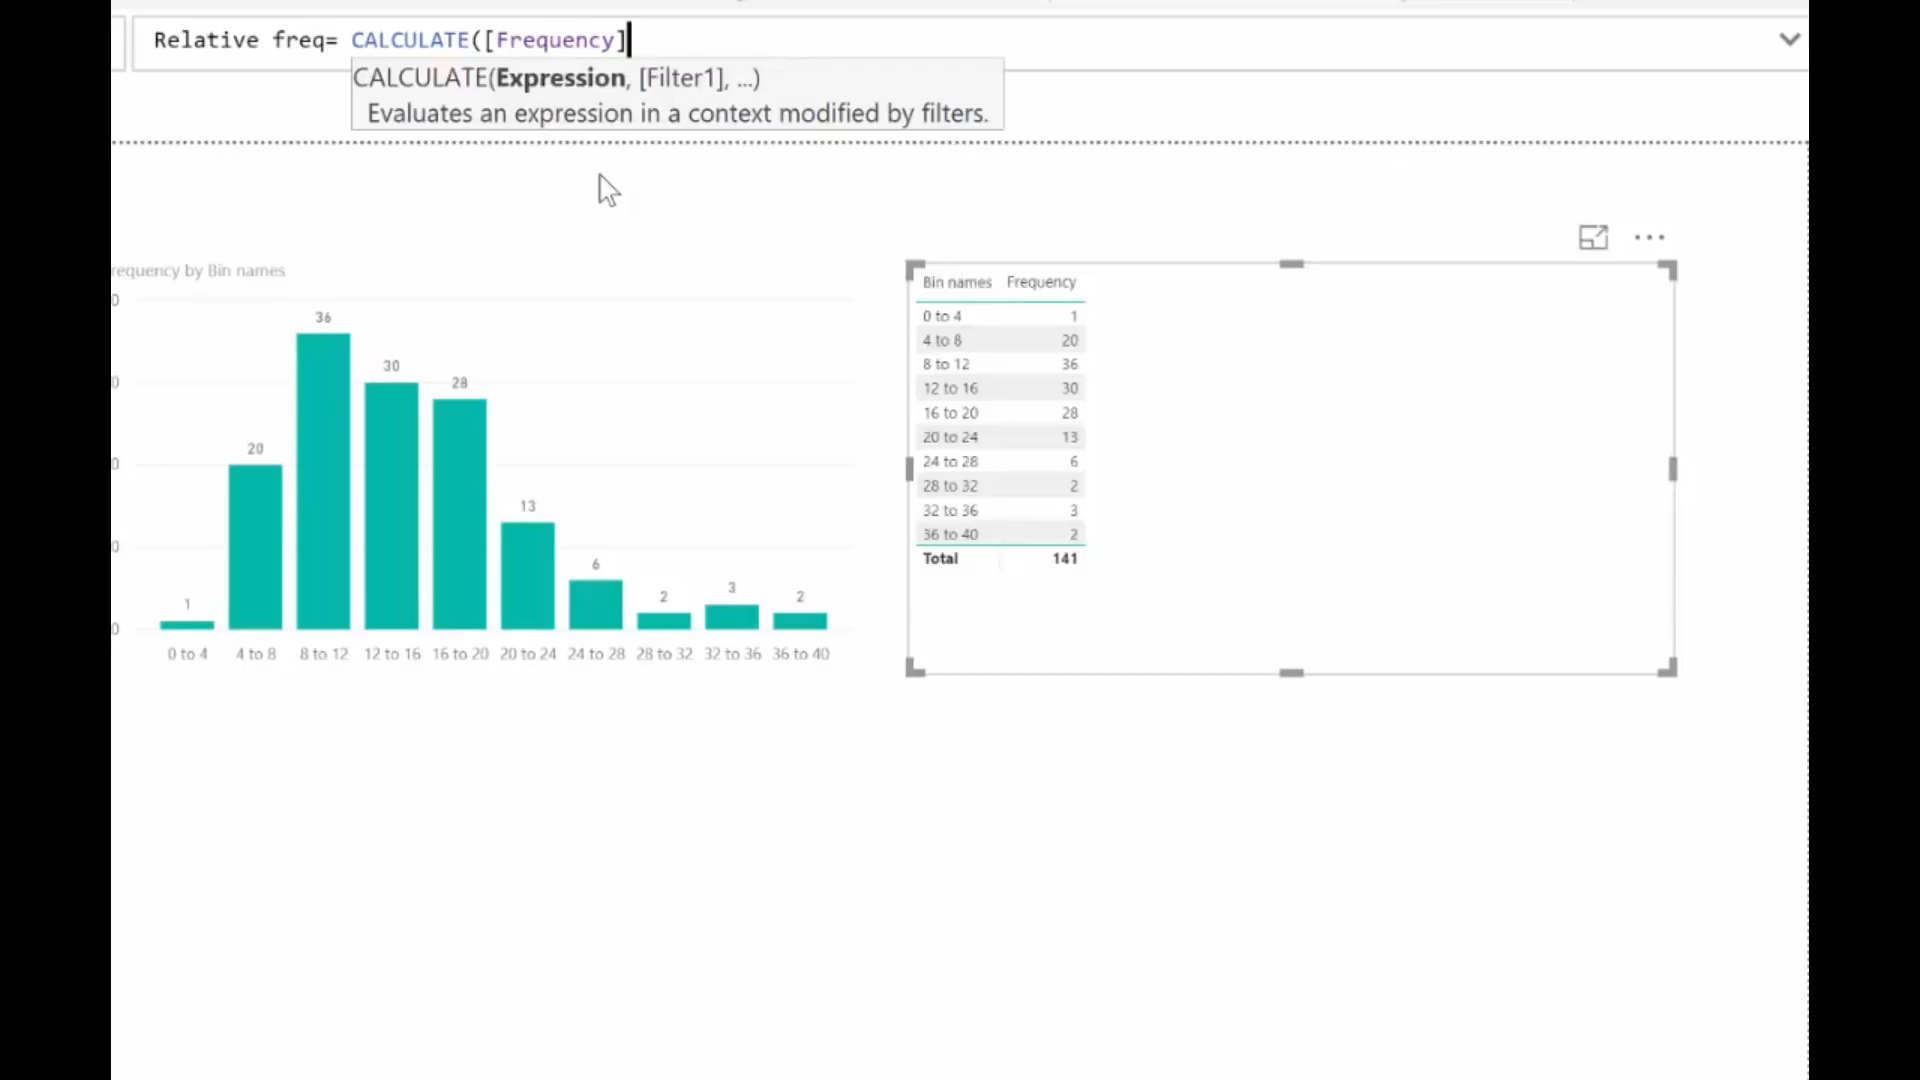 Relative freq= CALCULATE([Frequency]
CALCULATE(Expression, [Filter1], ...)
Evaluates an expression in a context modified by filters.
requency by Bin names
0
0
0
0
0
1
20
36
30
28
13
6
2
3
2
0 to 4
4 to 8
8 to 12
12 to 16
16 to 20
20 to 24
24 to 28
28 to 32
32 to 36
36 to 40
Bin names Frequency
0 to 4 1
4 to 8 20
8 to 12 36
12 to 16 30
16 to 20 28
20 to 24 13
24 to 28 6
28 to 32 2
32 to 36 3
36 to 40 2
Total 141